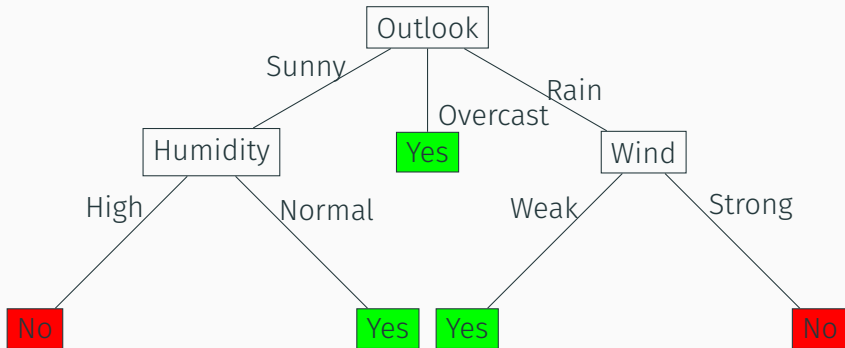 Outlook
Sunny
Rain
Overcast
Humidity
Yes
Wind
High
Normal
Weak
Strong
No
Yes
Yes
No